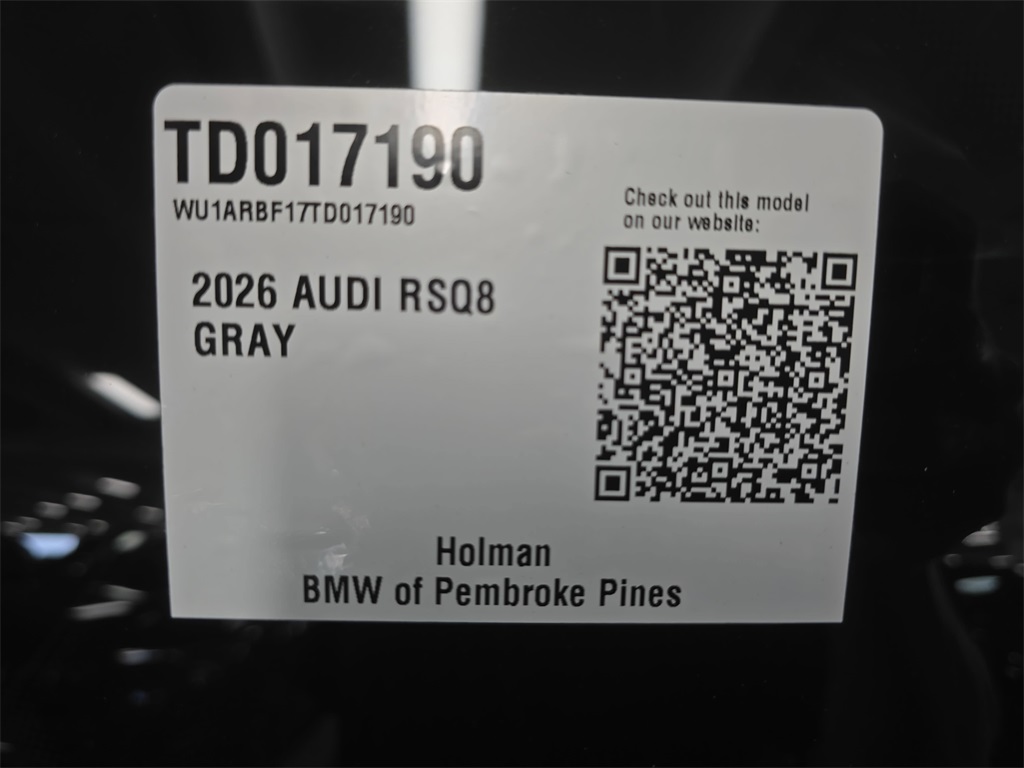 TD017190
WU1ARBF17TD017190
2026 AUDI RSQ8
GRAY
Check out this model
on our website:
Holman
BMW of Pembroke Pines